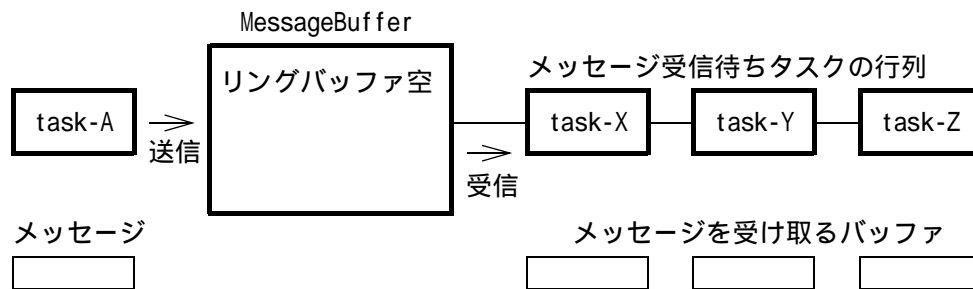 MessageBuffer
リングバッファ空
メッセージ受信待ちタスクの行列
task-A
task-X
task-Y
task-Z
送信
受信
メッセージ
メッセージを受け取るバッファ